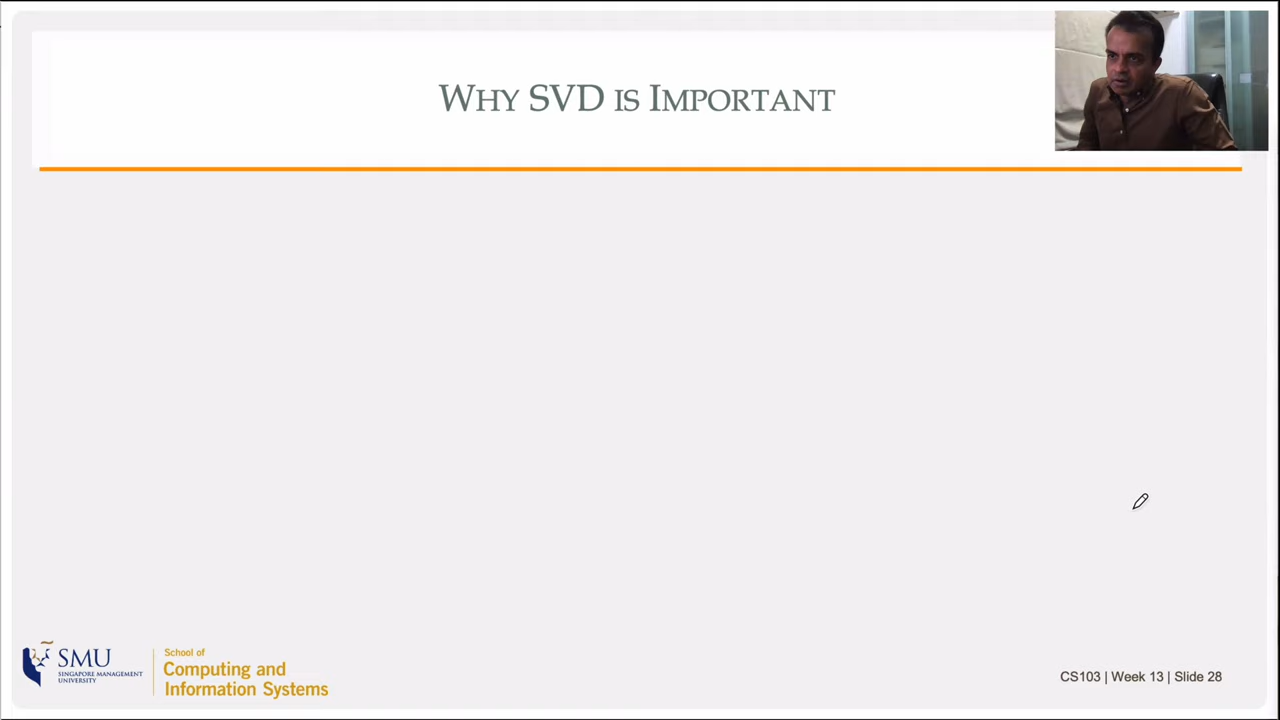 WHY SVD IS IMPORTANT
SMU
SINGAPORE MANAGEMENT
UNIVERSITY
School of
Computing and
Information Systems
CS103 | Week 13 | Slide 28